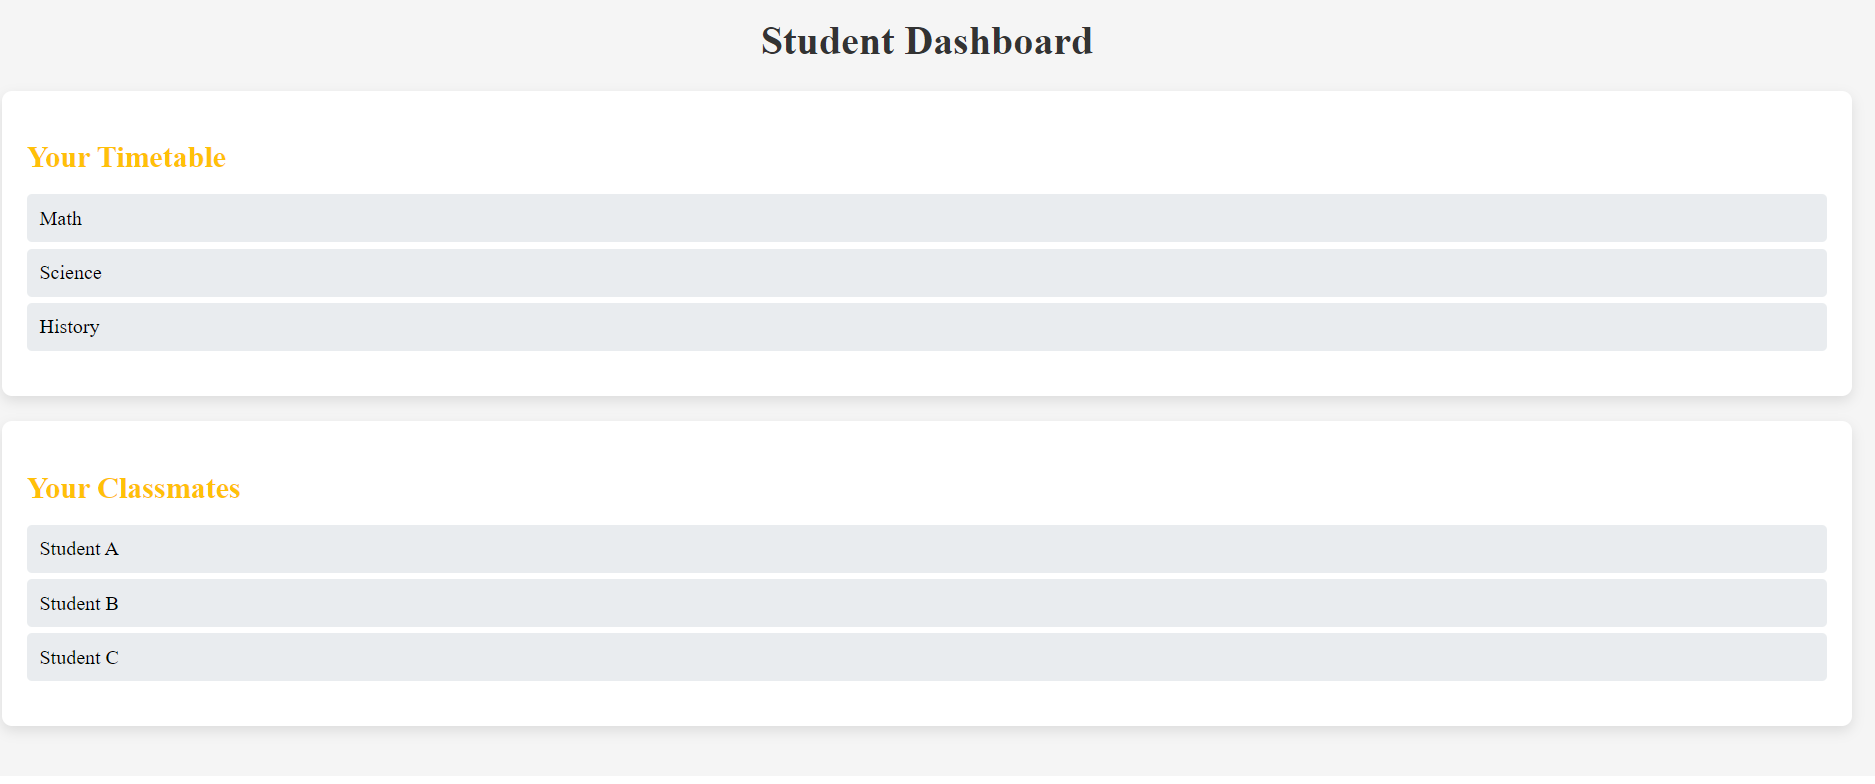 Student Dashboard
Your Timetable
Math
Science
History
Your Classmates
Student A
Student B
Student C